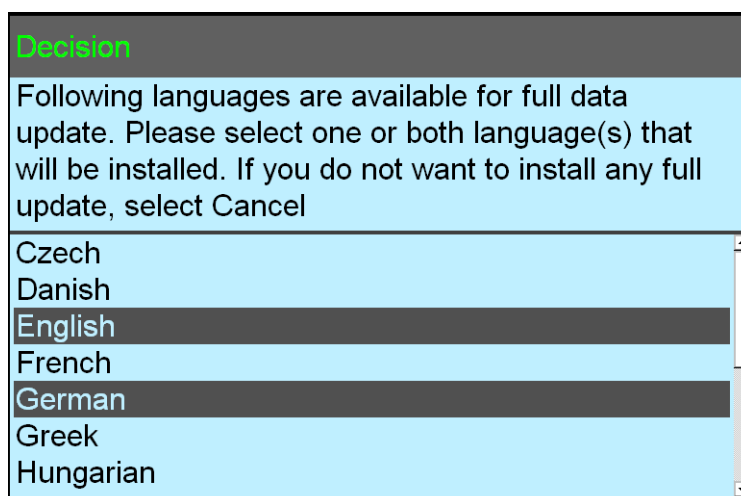 Decision
Following languages are available for full data
update. Please select one or both language(s) that
will be installed. If you do not want to install any full
update, select Cancel
Czech
Danish
English
French
German
Greek
Hungarian